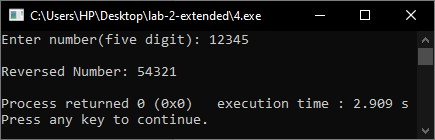 C:\Users\HP\Desktop\lab-2-extended\4.exe
Enter number(five digit): 12345
Reversed Number: 54321
Process returned 0 (0x0)   execution time : 2.909 s
Press any key to continue.